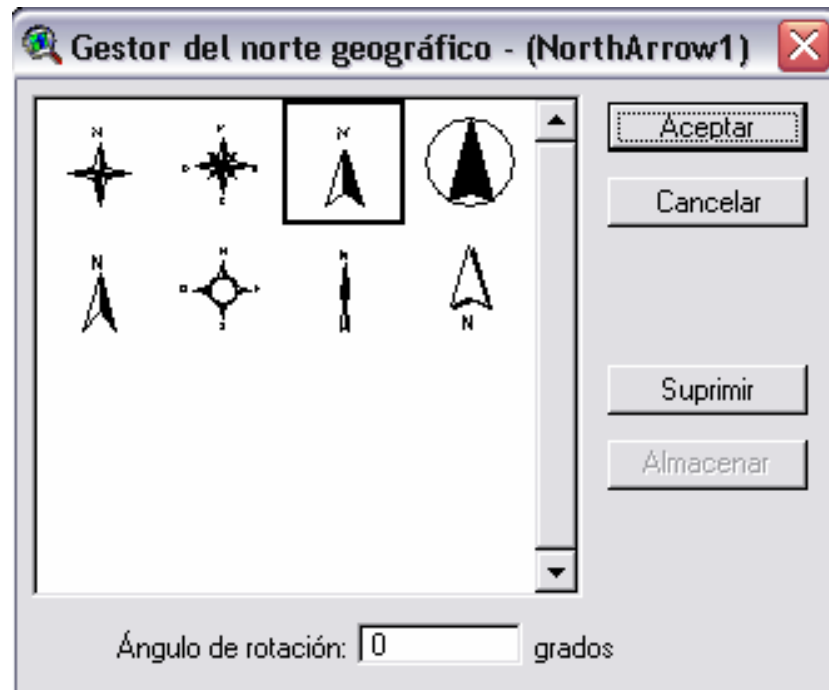 Gestor del norte geográfico - (NorthArrow1)
Aceptar
Cancelar
N
N
N
N
N
N
Suprimir
Almacenar
Ángulo de rotación: 0 grados